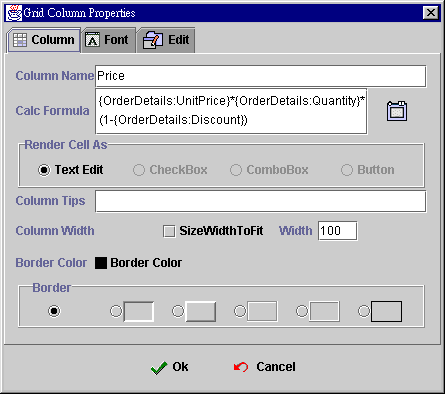 Grid Column Properties
Column Font Edit
Column Name Price
Calc Formula {OrderDetails:UnitPrice}*{OrderDetails:Quantity}*
(1-{OrderDetails:Discount})
Render Cell As
Text Edit CheckBox ComboBox Button
Column Tips
Column Width SizeWidthToFit Width 100
Border Color Border Color
Border
Ok Cancel